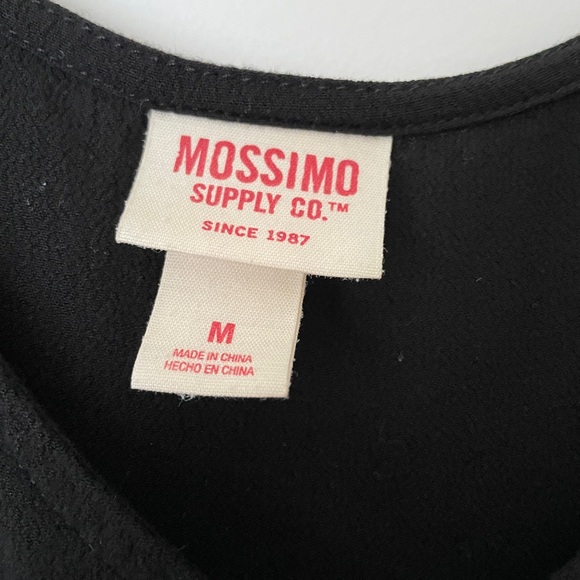 MOSSIMO
SUPPLY CO.™
SINCE 1987
M
MADE IN CHINA
HECHO EN CHINA